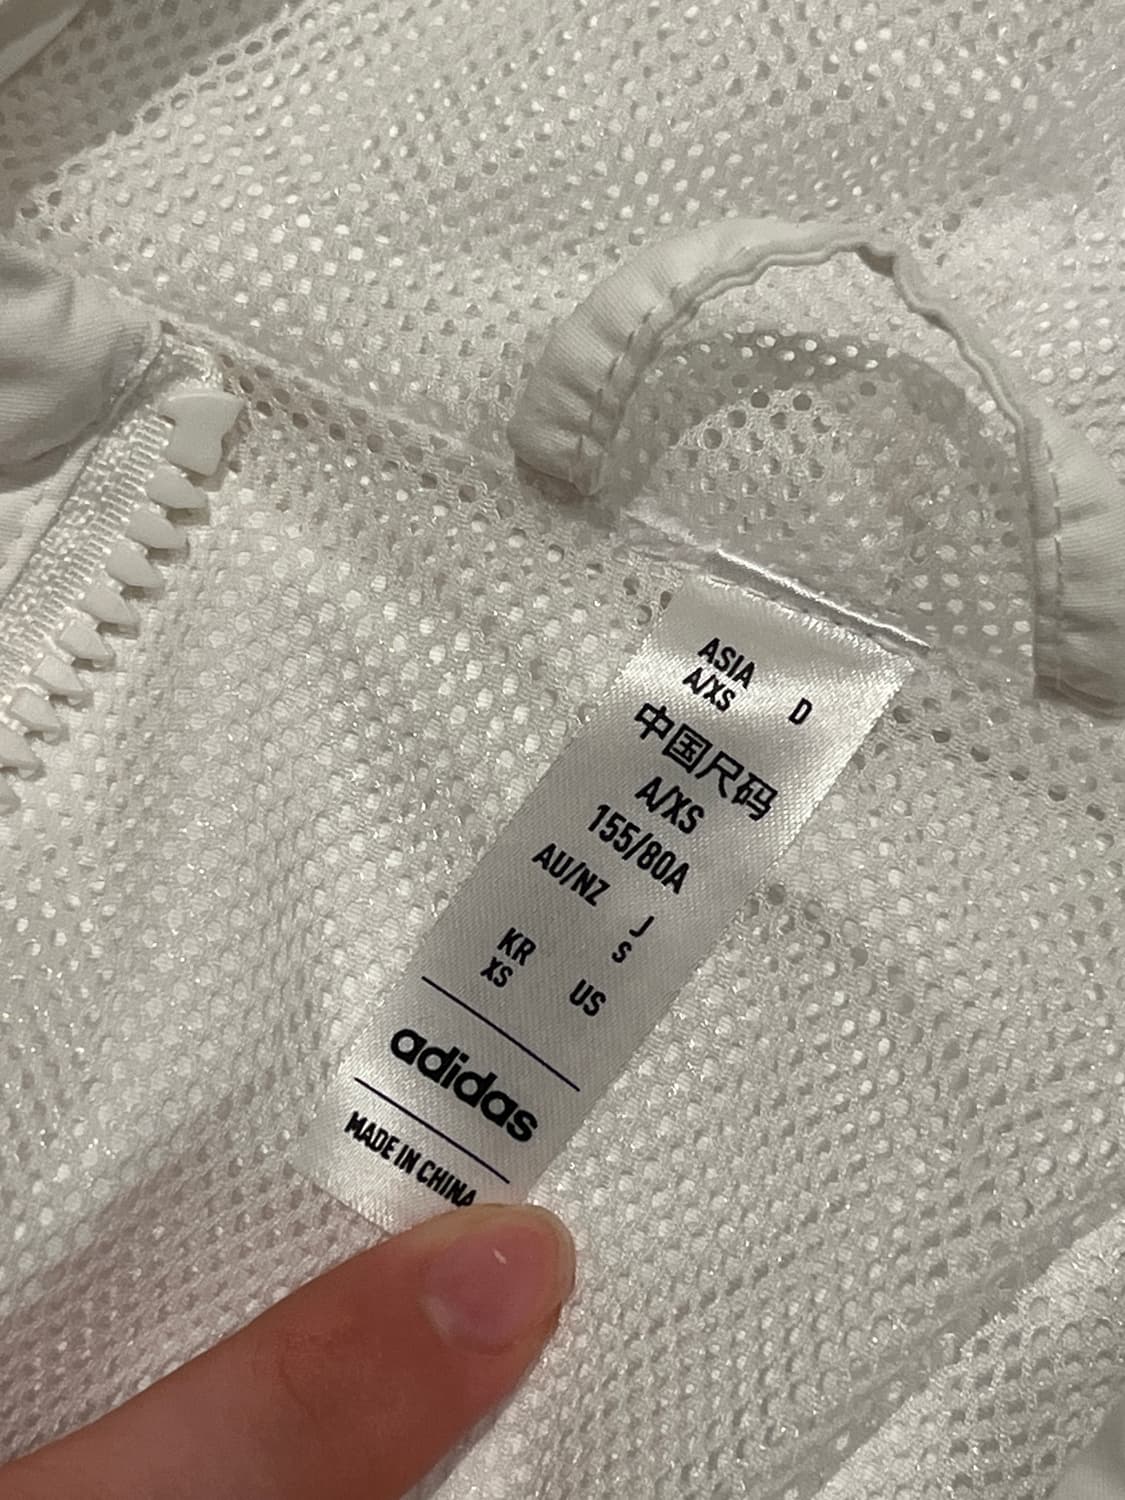 ASIA D
A/XS
中国尺码
A/XS
155/80A
AU/NZ J
S
KR US
XS
adidas
MADE IN CHINA